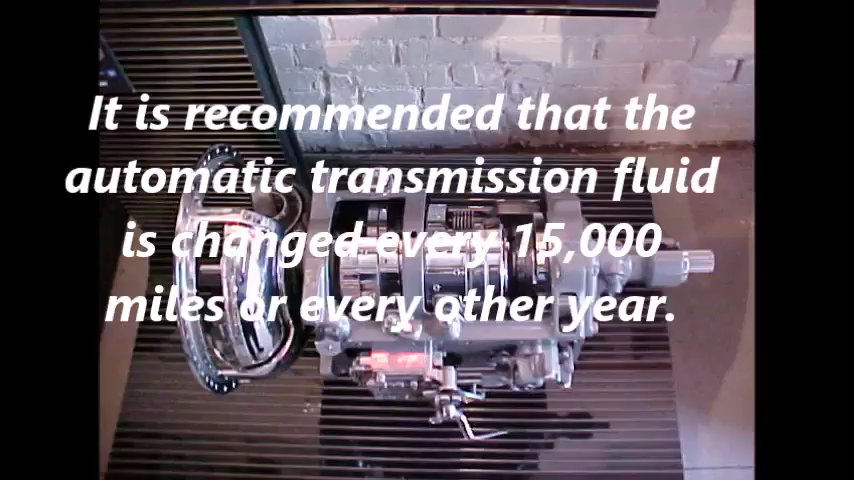 It is recommended that the
automatic transmission fluid
is changed every 15,000
miles or every other year.